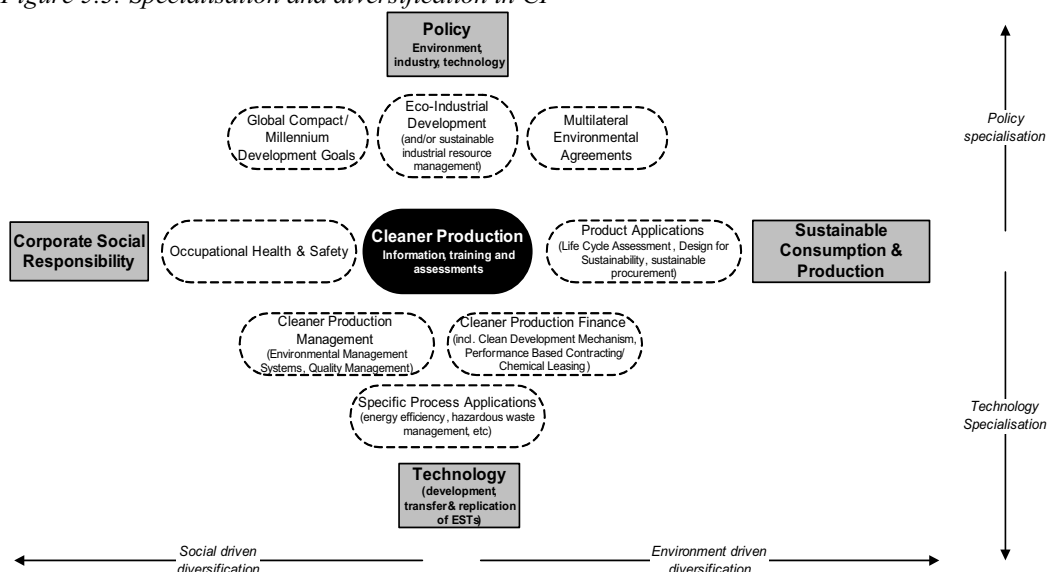 Figure 3.3: Specialisation and diversification in CP
Policy
Environment,
industry, technology
Global Compact/
Millennium
Development Goals
Eco-Industrial
Development
(and/or sustainable
industrial resource
management)
Multilateral
Environmental
Agreements
Policy
specialisation
Corporate Social
Responsibility
Occupational Health & Safety
Cleaner Production
Information, training and
assessments
Product Applications
(Life Cycle Assessment, Design for
Sustainability, sustainable
procurement)
Sustainable
Consumption &
Production
Cleaner Production
Management
(Environmental Management
Systems, Quality Management)
Cleaner Production Finance
(incl. Clean Development Mechanism,
Performance Based Contracting/
Chemical Leasing)
Specific Process Applications
(energy efficiency, hazardous waste
management, etc)
Technology
Specialisation
Technology
(development,
transfer & replication
of ESTs)
Social driven
diversification
Environment driven
diversification